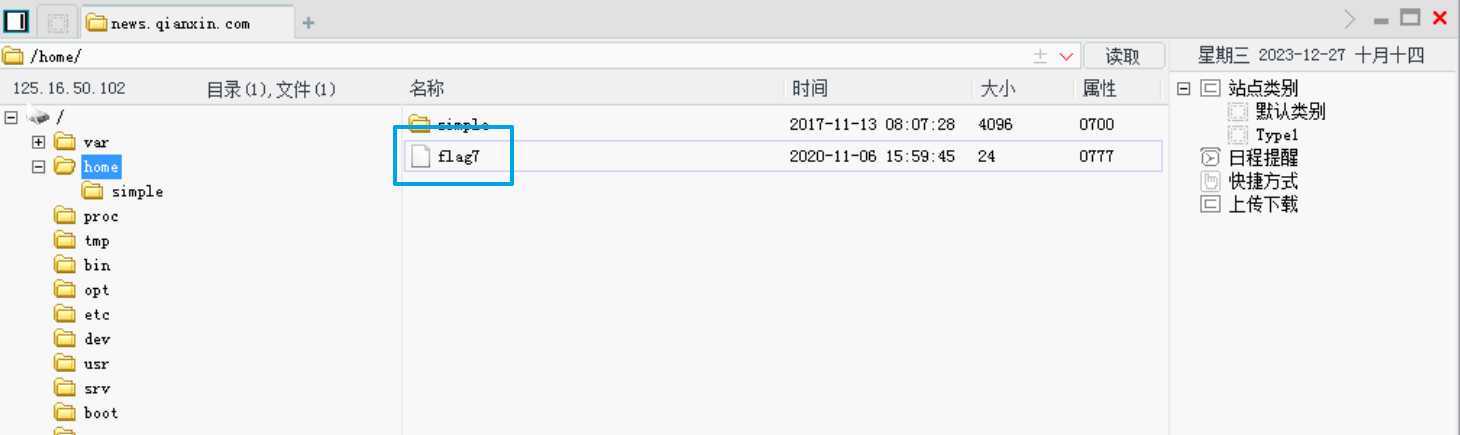 news.qianxin.com
/home/ 读取 星期三 2023-12-27 十月十四
125.16.50.102 目录(1),文件(1) 名称 时间 大小 属性
/
var
home
simple
proc
tmp
bin
opt
etc
dev
usr
srv
boot
simple 2017-11-13 08:07:28 4096 0700
flag7 2020-11-06 15:59:45 24 0777
站点类别
默认类别
Type1
日程提醒
快捷方式
上传下载